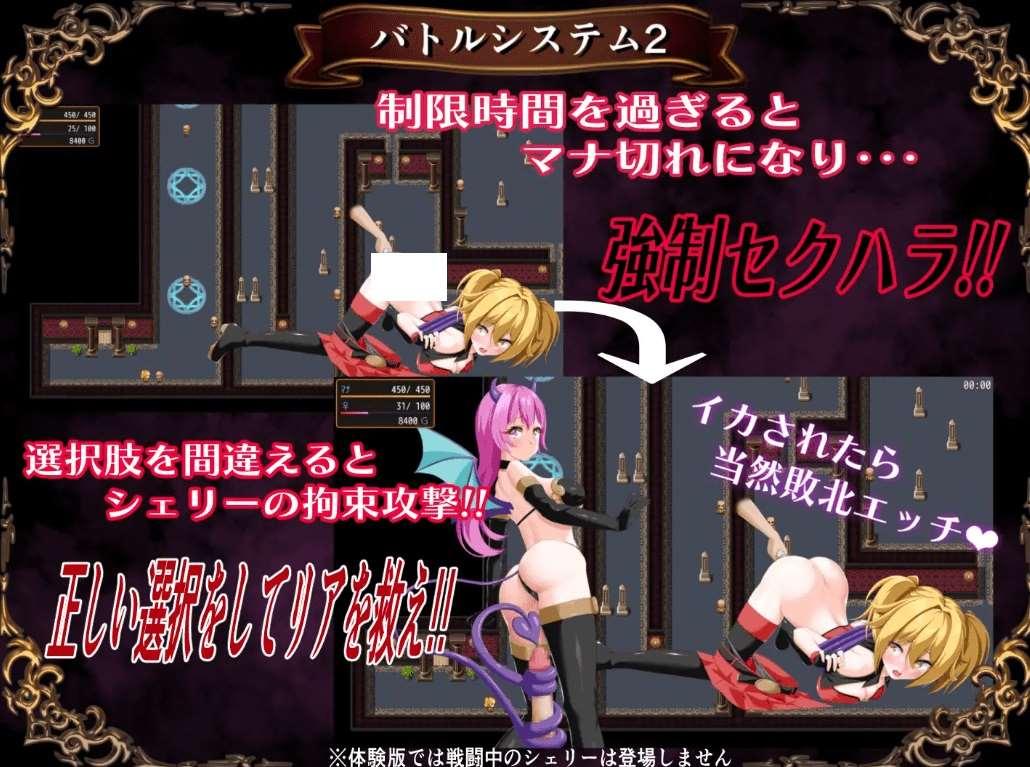 バトルシステム2
制限時間を過ぎると
マナ切れになり･･･
強制セクハラ!!
450/ 450
25/ 100
8400 G
450/ 450
31/ 100
8400 G
00:00
イカされたら
当然敗北エッチ❤
選択肢を間違えると
シェリーの拘束攻撃!!
正しい選択をしてリアを救え!!
※体験版では戦闘中のシェリーは登場しません